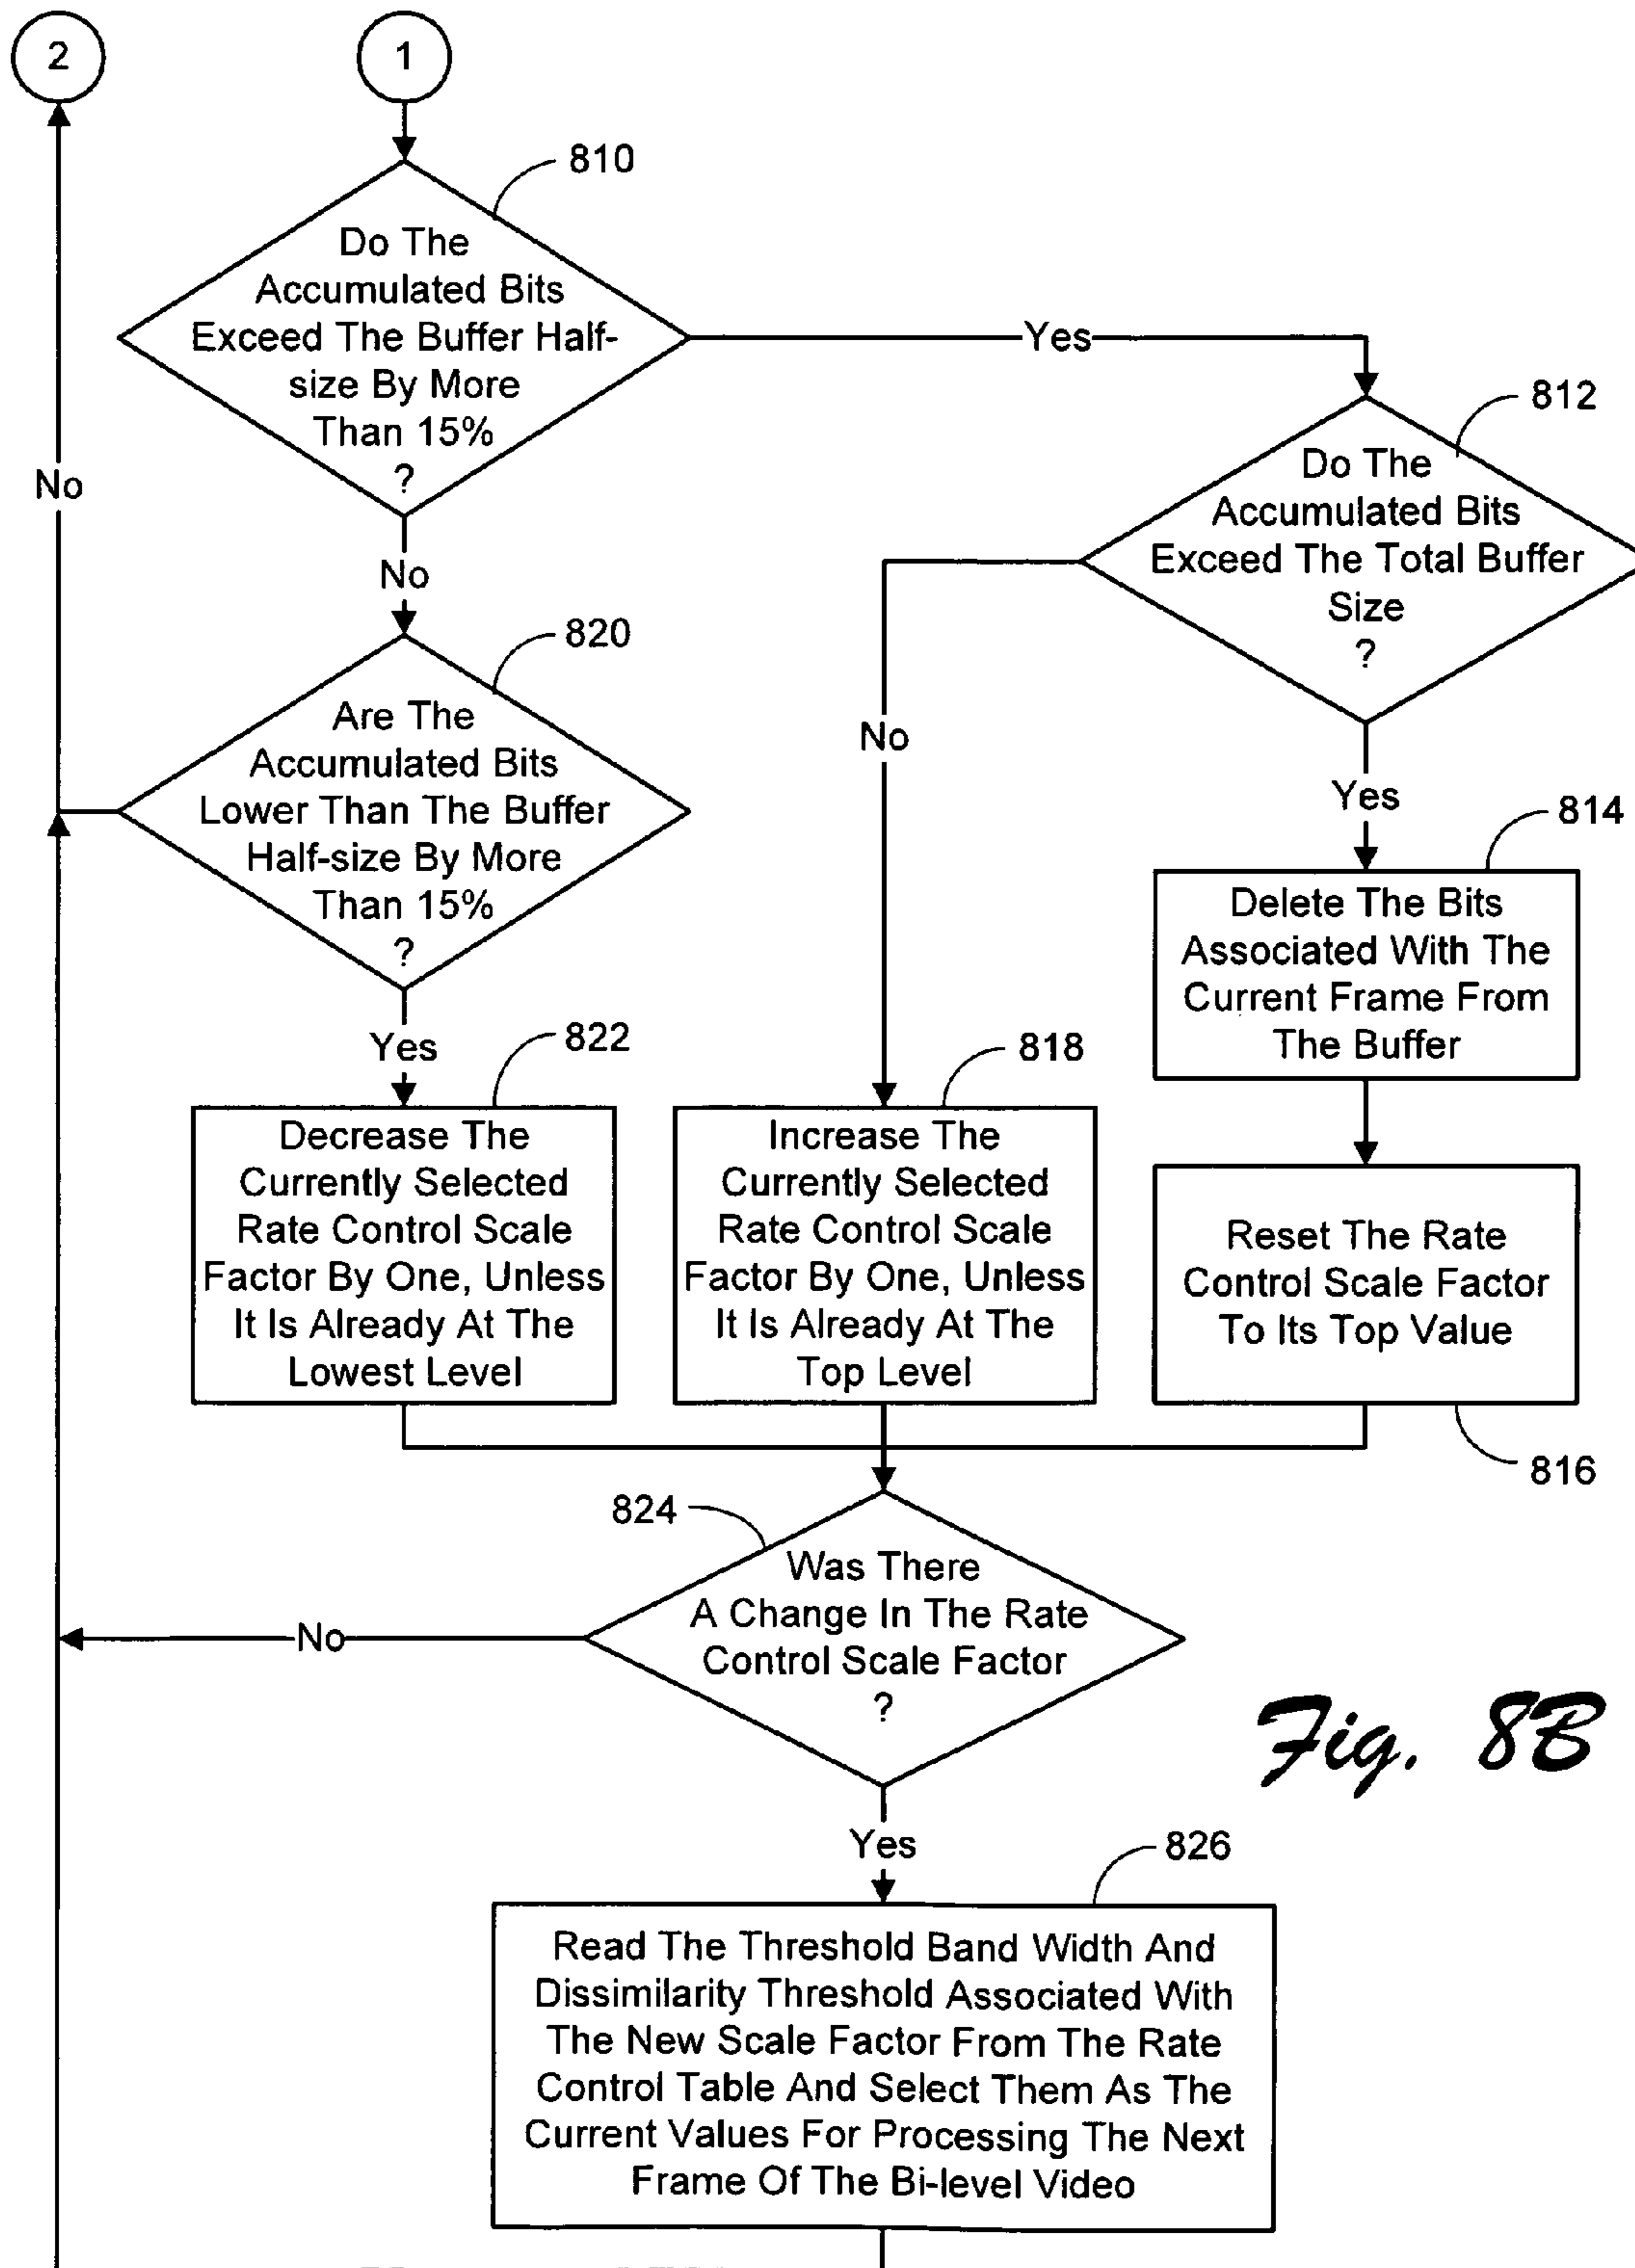 2
1
810
Do The
Accumulated Bits
Exceed The Buffer Half-
size By More
Than 15%
?
Yes
812
Do The
Accumulated Bits
Exceed The Total Buffer
Size
?
No
No
820
Are The
Accumulated Bits
Lower Than The Buffer
Half-size By More
Than 15%
?
No
Yes
814
Delete The Bits
Associated With The
Current Frame From
The Buffer
Yes
822
Decrease The
Currently Selected
Rate Control Scale
Factor By One, Unless
It Is Already At The
Lowest Level
818
Increase The
Currently Selected
Rate Control Scale
Factor By One, Unless
It Is Already At The
Top Level
Reset The Rate
Control Scale Factor
To Its Top Value
816
824
Was There
A Change In The Rate
Control Scale Factor
?
No
Fig. 8B
Yes
826
Read The Threshold Band Width And
Dissimilarity Threshold Associated With
The New Scale Factor From The Rate
Control Table And Select Them As The
Current Values For Processing The Next
Frame Of The Bi-level Video